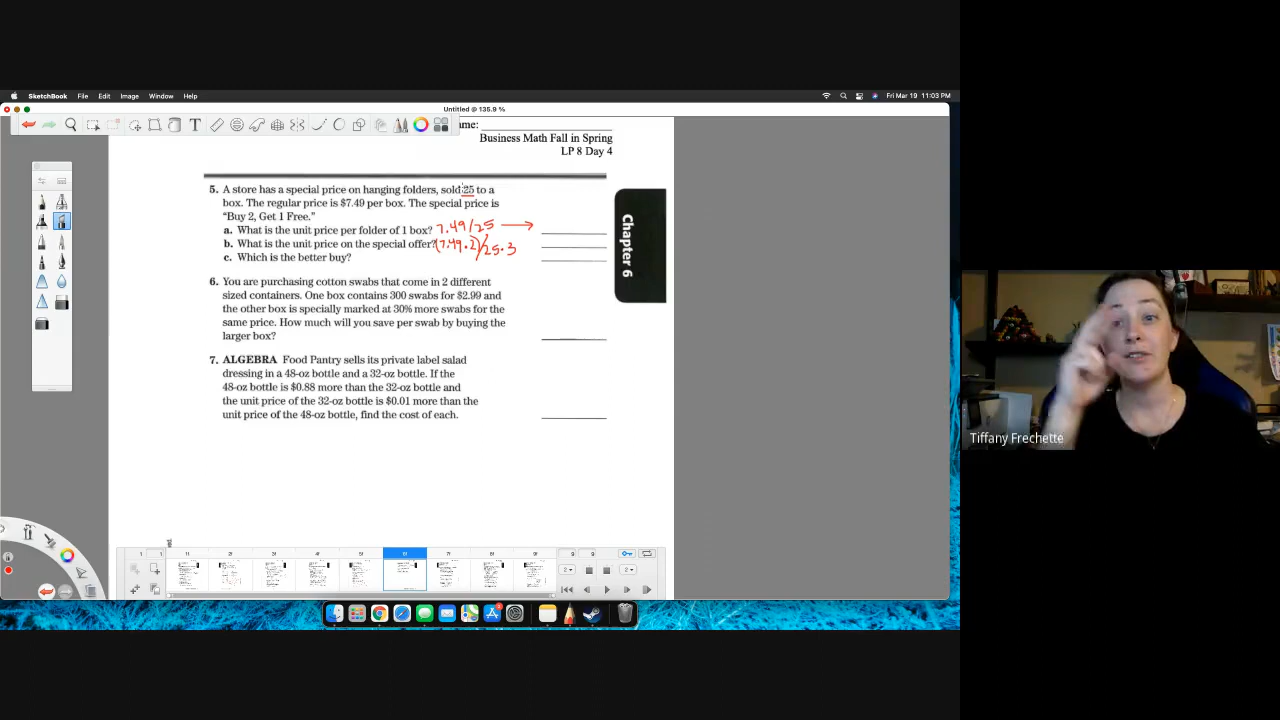 SketchBook File Edit Image Window Help
Fri Mar 19 11:03 PM
Untitled @ 135.9 %
ame: ____________________
Business Math Fall in Spring
LP 8 Day 4
5. A store has a special price on hanging folders, sold 25 to a
box. The regular price is $7.49 per box. The special price is
“Buy 2, Get 1 Free.”
a. What is the unit price per folder of 1 box? 7.49/25 →
b. What is the unit price on the special offer? (7.49·2)/25·3
c. Which is the better buy?
Chapter 6
6. You are purchasing cotton swabs that come in 2 different
sized containers. One box contains 300 swabs for $2.99 and
the other box is specially marked at 30% more swabs for the
same price. How much will you save per swab by buying the
larger box?
7. ALGEBRA Food Pantry sells its private label salad
dressing in a 48-oz bottle and a 32-oz bottle. If the
48-oz bottle is $0.88 more than the 32-oz bottle and
the unit price of the 32-oz bottle is $0.01 more than the
unit price of the 48-oz bottle, find the cost of each.
Tiffany Frechette